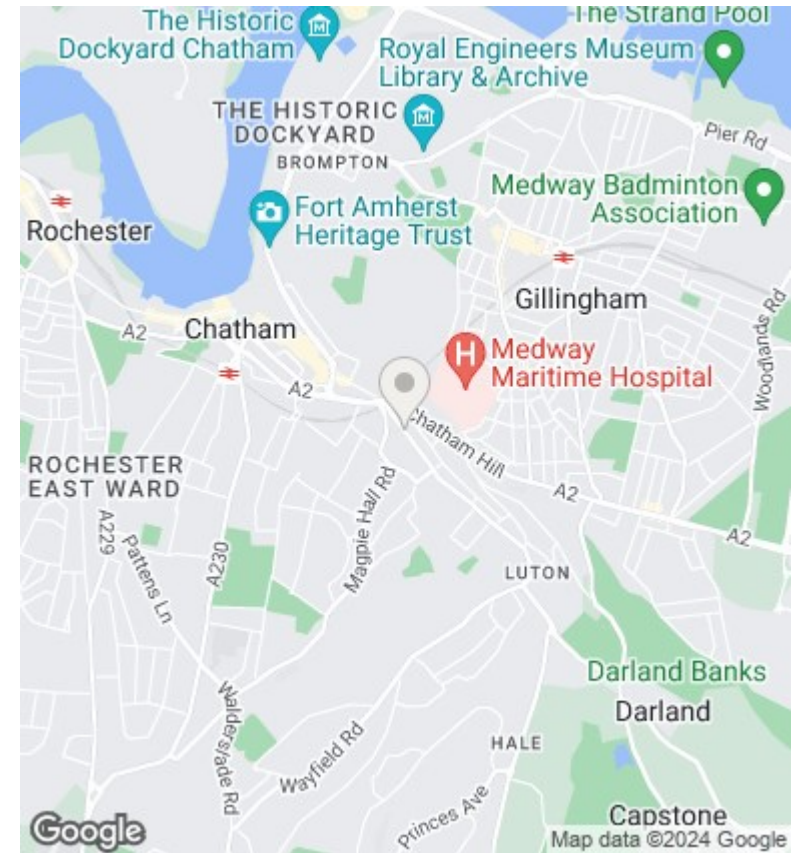 The Historic
Dockyard Chatham
The Strand Pool
Royal Engineers Museum
Library & Archive
THE HISTORIC
DOCKYARD
BROMPTON
Pier Rd
Medway Badminton
Association
Fort Amherst
Heritage Trust
Rochester
Gillingham
Woodlands Rd
A2
Chatham
H
Medway
Maritime Hospital
A2
Chatham Hill
ROCHESTER
EAST WARD
Magpie Hall Rd
A2
A229
Pattens Ln
A230
A2
LUTON
Darland Banks
Darland
Walderslade Rd
Wayfield Rd
HALE
Princes Ave
Capstone
Google
Map data ©2024 Google